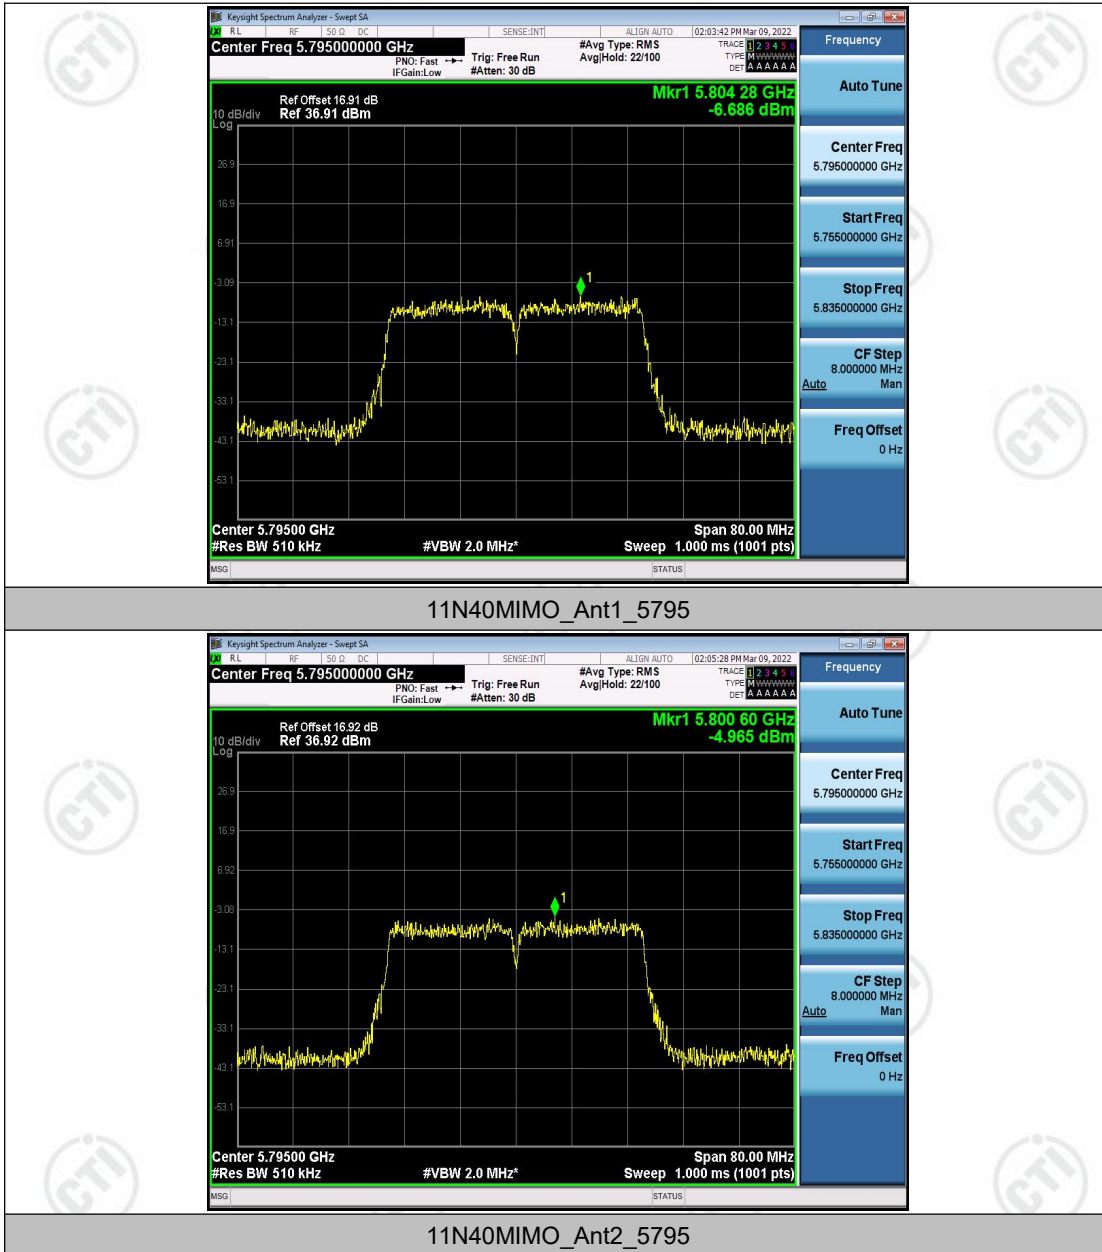 Keysight Spectrum Analyzer - Swept SA
LXI RL RF 50 Ω DC SENSE:INT ALIGN AUTO 02:03:42 PM Mar 09, 2022
Center Freq 5.795000000 GHz
PNO: Fast
IFGain:Low
Trig: Free Run
#Atten: 30 dB
#Avg Type: RMS
Avg|Hold: 22/100
TRACE 1 2 3 4 5 6
TYPE M W W W W W
DET A A A A A A
Ref Offset 16.91 dB
10 dB/div Ref 36.91 dBm
Log
Mkr1 5.804 28 GHz
-6.686 dBm
26.9
16.9
6.91
-3.09
-13.1
-23.1
-33.1
-43.1
-53.1
1
Center 5.79500 GHz Span 80.00 MHz
#Res BW 510 kHz #VBW 2.0 MHz* Sweep 1.000 ms (1001 pts)
MSG STATUS
Frequency
Auto Tune
Center Freq
5.795000000 GHz
Start Freq
5.755000000 GHz
Stop Freq
5.835000000 GHz
CF Step
8.000000 MHz
Auto Man
Freq Offset
0 Hz
11N40MIMO_Ant1_5795
Keysight Spectrum Analyzer - Swept SA
LXI RL RF 50 Ω DC SENSE:INT ALIGN AUTO 02:05:28 PM Mar 09, 2022
Center Freq 5.795000000 GHz
PNO: Fast
IFGain:Low
Trig: Free Run
#Atten: 30 dB
#Avg Type: RMS
Avg|Hold: 22/100
TRACE 1 2 3 4 5 6
TYPE M W W W W W
DET A A A A A A
Ref Offset 16.92 dB
10 dB/div Ref 36.92 dBm
Log
Mkr1 5.800 60 GHz
-4.965 dBm
26.9
16.9
6.92
-3.08
-13.1
-23.1
-33.1
-43.1
-53.1
1
Center 5.79500 GHz Span 80.00 MHz
#Res BW 510 kHz #VBW 2.0 MHz* Sweep 1.000 ms (1001 pts)
MSG STATUS
Frequency
Auto Tune
Center Freq
5.795000000 GHz
Start Freq
5.755000000 GHz
Stop Freq
5.835000000 GHz
CF Step
8.000000 MHz
Auto Man
Freq Offset
0 Hz
11N40MIMO_Ant2_5795
CTI
CTI
CTI
CTI
CTI
CTI
CTI
CTI